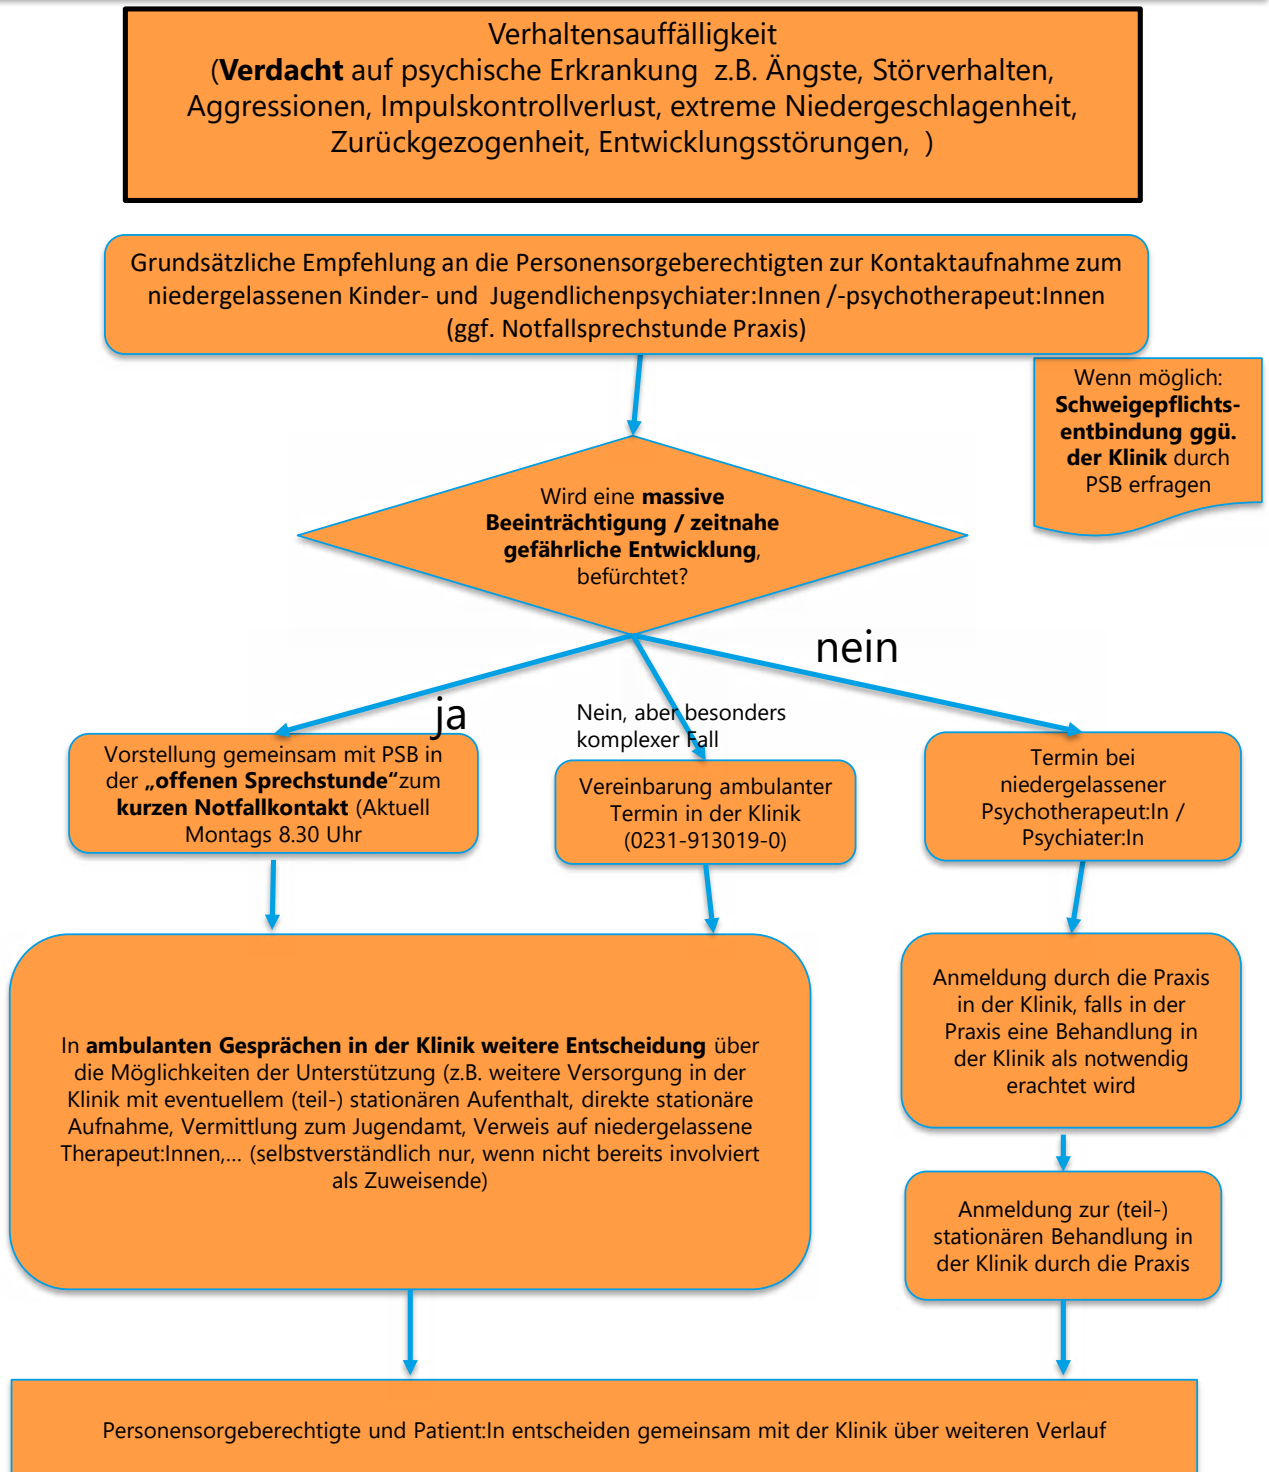 Verhaltensauffälligkeit
(Verdacht auf psychische Erkrankung z.B. Ängste, Störverhalten,
Aggressionen, Impulskontrollverlust, extreme Niedergeschlagenheit,
Zurückgezogenheit, Entwicklungsstörungen, )
Grundsätzliche Empfehlung an die Personensorgeberechtigten zur Kontaktaufnahme zum
niedergelassenen Kinder- und Jugendlichenpsychiater:Innen /-psychotherapeut:Innen
(ggf. Notfallsprechstunde Praxis)
Wenn möglich:
Schweigepflichts-
entbindung ggü.
der Klinik durch
PSB erfragen
Wird eine massive
Beeinträchtigung / zeitnahe
gefährliche Entwicklung,
befürchtet?
nein
ja
Nein, aber besonders
komplexer Fall
Vorstellung gemeinsam mit PSB in
der „offenen Sprechstunde“zum
kurzen Notfallkontakt (Aktuell
Montags 8.30 Uhr
Vereinbarung ambulanter
Termin in der Klinik
(0231-913019-0)
Termin bei
niedergelassener
Psychotherapeut:In /
Psychiater:In
In ambulanten Gesprächen in der Klinik weitere Entscheidung über
die Möglichkeiten der Unterstützung (z.B. weitere Versorgung in der
Klinik mit eventuellem (teil-) stationären Aufenthalt, direkte stationäre
Aufnahme, Vermittlung zum Jugendamt, Verweis auf niedergelassene
Therapeut:Innen,... (selbstverständlich nur, wenn nicht bereits involviert
als Zuweisende)
Anmeldung durch die Praxis
in der Klinik, falls in der
Praxis eine Behandlung in
der Klinik als notwendig
erachtet wird
Anmeldung zur (teil-)
stationären Behandlung in
der Klinik durch die Praxis
Personensorgeberechtigte und Patient:In entscheiden gemeinsam mit der Klinik über weiteren Verlauf